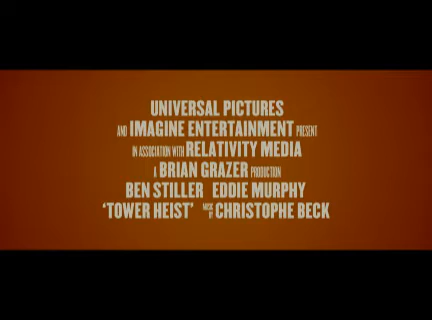 UNIVERSAL PICTURES
AND IMAGINE ENTERTAINMENT PRESENT
IN ASSOCIATION WITH RELATIVITY MEDIA
A BRIAN GRAZER PRODUCTION
BEN STILLER EDDIE MURPHY
‘TOWER HEIST’ MUSIC BY CHRISTOPHE BECK